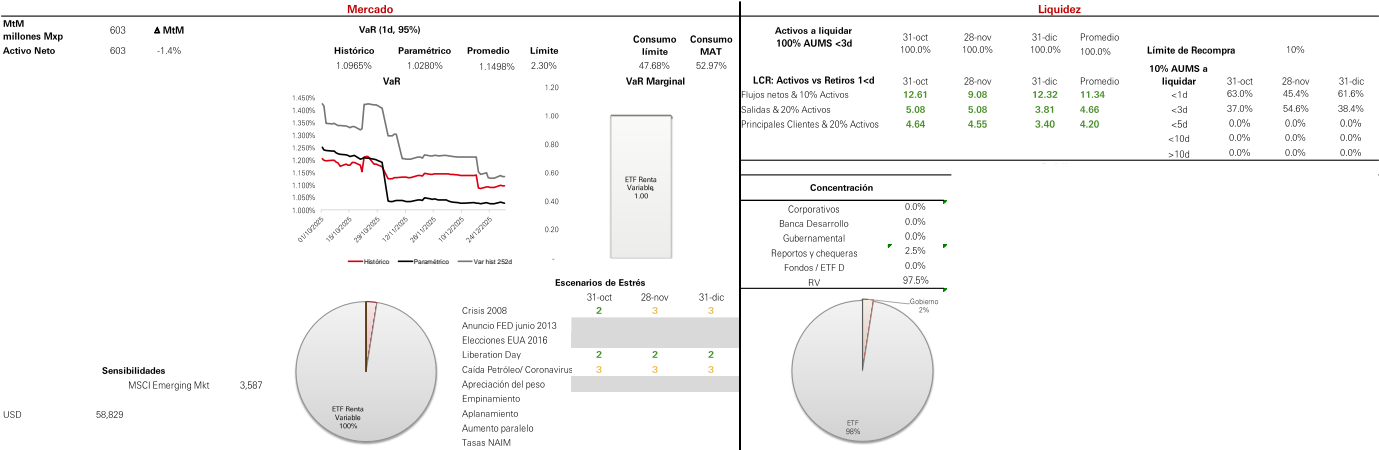 Mercado
MtM
millones Mxp
603
Δ MtM
Activo Neto
603
-1.4%
VaR (1d, 95%)
Histórico Paramétrico Promedio Límite
1.0965% 1.0280% 1.1498% 2.30%
Consumo límite
Consumo MAT
47.68% 52.97%
VaR
1.450%
1.400%
1.350%
1.300%
1.250%
1.200%
1.150%
1.100%
1.050%
1.000%
01/10/2025
15/10/2025
29/10/2025
12/11/2025
26/11/2025
10/12/2025
24/12/2025
Histórico Paramétrico Var hist 252d
VaR Marginal
1.20
1.00
0.80
0.60
0.40
0.20
-
ETF Renta
Variable,
1.00
Sensibilidades
MSCI Emerging Mkt 3,587
USD 58,829
ETF Renta
Variable
100%
Escenarios de Estrés
31-oct 28-nov 31-dic
Crisis 2008 2 3 3
Anuncio FED junio 2013
Elecciones EUA 2016
Liberation Day 2 2 2
Caída Petróleo/ Coronavirus 3 3 3
Apreciación del peso
Empinamiento
Aplanamiento
Aumento paralelo
Tasas NAIM
Liquidez
Activos a liquidar
100% AUMS <3d
31-oct 28-nov 31-dic Promedio
100.0% 100.0% 100.0% 100.0%
Límite de Recompra 10%
LCR: Activos vs Retiros 1<d 31-oct 28-nov 31-dic Promedio
Flujos netos & 10% Activos 12.61 9.08 12.32 11.34
Salidas & 20% Activos 5.08 5.08 3.81 4.66
Principales Clientes & 20% Activos 4.64 4.55 3.40 4.20
10% AUMS a
liquidar 31-oct 28-nov 31-dic
<1d 63.0% 45.4% 61.6%
<3d 37.0% 54.6% 38.4%
<5d 0.0% 0.0% 0.0%
<10d 0.0% 0.0% 0.0%
>10d 0.0% 0.0% 0.0%
Concentración
Corporativos 0.0%
Banca Desarrollo 0.0%
Gubernamental 0.0%
Reportos y chequeras 2.5%
Fondos / ETF D 0.0%
RV 97.5%
Gobierno
2%
ETF
98%